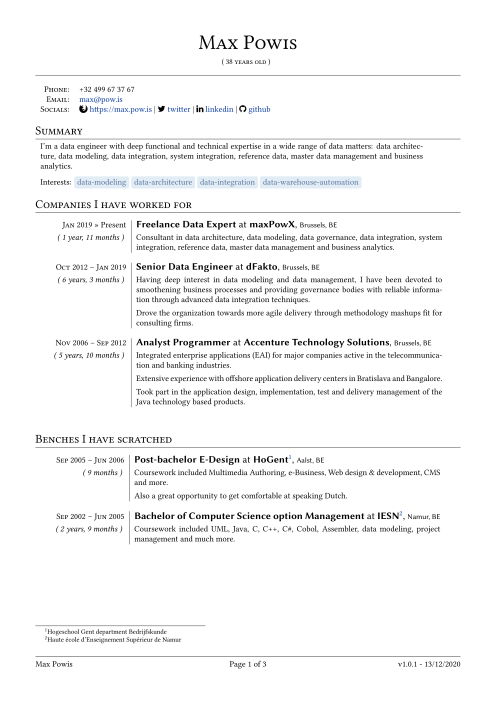 Max Powis
( 38 years old )
Phone: +32 499 67 37 67
Email: max@pow.is
Socials: https://max.pow.is | twitter | linkedin | github
Summary
I'm a data engineer with deep functional and technical expertise in a wide range of data matters: data architec-
ture, data modeling, data integration, system integration, reference data, master data management and business
analytics.
Interests: data-modeling data-architecture data-integration data-warehouse-automation
Companies I have worked for
Jan 2019 » Present Freelance Data Expert at maxPowX, Brussels, BE
( 1 year, 11 months ) Consultant in data architecture, data modeling, data governance, data integration, system
integration, reference data, master data management and business analytics.
Oct 2012 – Jan 2019 Senior Data Engineer at dFakto, Brussels, BE
( 6 years, 3 months ) Having deep interest in data modeling and data management, I have been devoted to
smoothening business processes and providing governance bodies with reliable informa-
tion through advanced data integration techniques.
Drove the organization towards more agile delivery through methodology mashups fit for
consulting firms.
Nov 2006 – Sep 2012 Analyst Programmer at Accenture Technology Solutions, Brussels, BE
( 5 years, 10 months ) Integrated enterprise applications (EAI) for major companies active in the telecommunica-
tion and banking industries.
Extensive experience with offshore application delivery centers in Bratislava and Bangalore.
Took part in the application design, implementation, test and delivery management of the
Java technology based products.
Benches I have scratched
Sep 2005 – Jun 2006 Post-bachelor E-Design at HoGent1, Aalst, BE
( 9 months ) Coursework included Multimedia Authoring, e-Business, Web design & development, CMS
and more.
Also a great opportunity to get comfortable at speaking Dutch.
Sep 2002 – Jun 2005 Bachelor of Computer Science option Management at IESN2, Namur, BE
( 2 years, 9 months ) Coursework included UML, Java, C, C++, C#, Cobol, Assembler, data modeling, project
management and much more.
1Hogeschool Gent department Bedrijfskunde
2Haute école d'Enseignement Supérieur de Namur
Max Powis Page 1 of 3 v1.0.1 - 13/12/2020